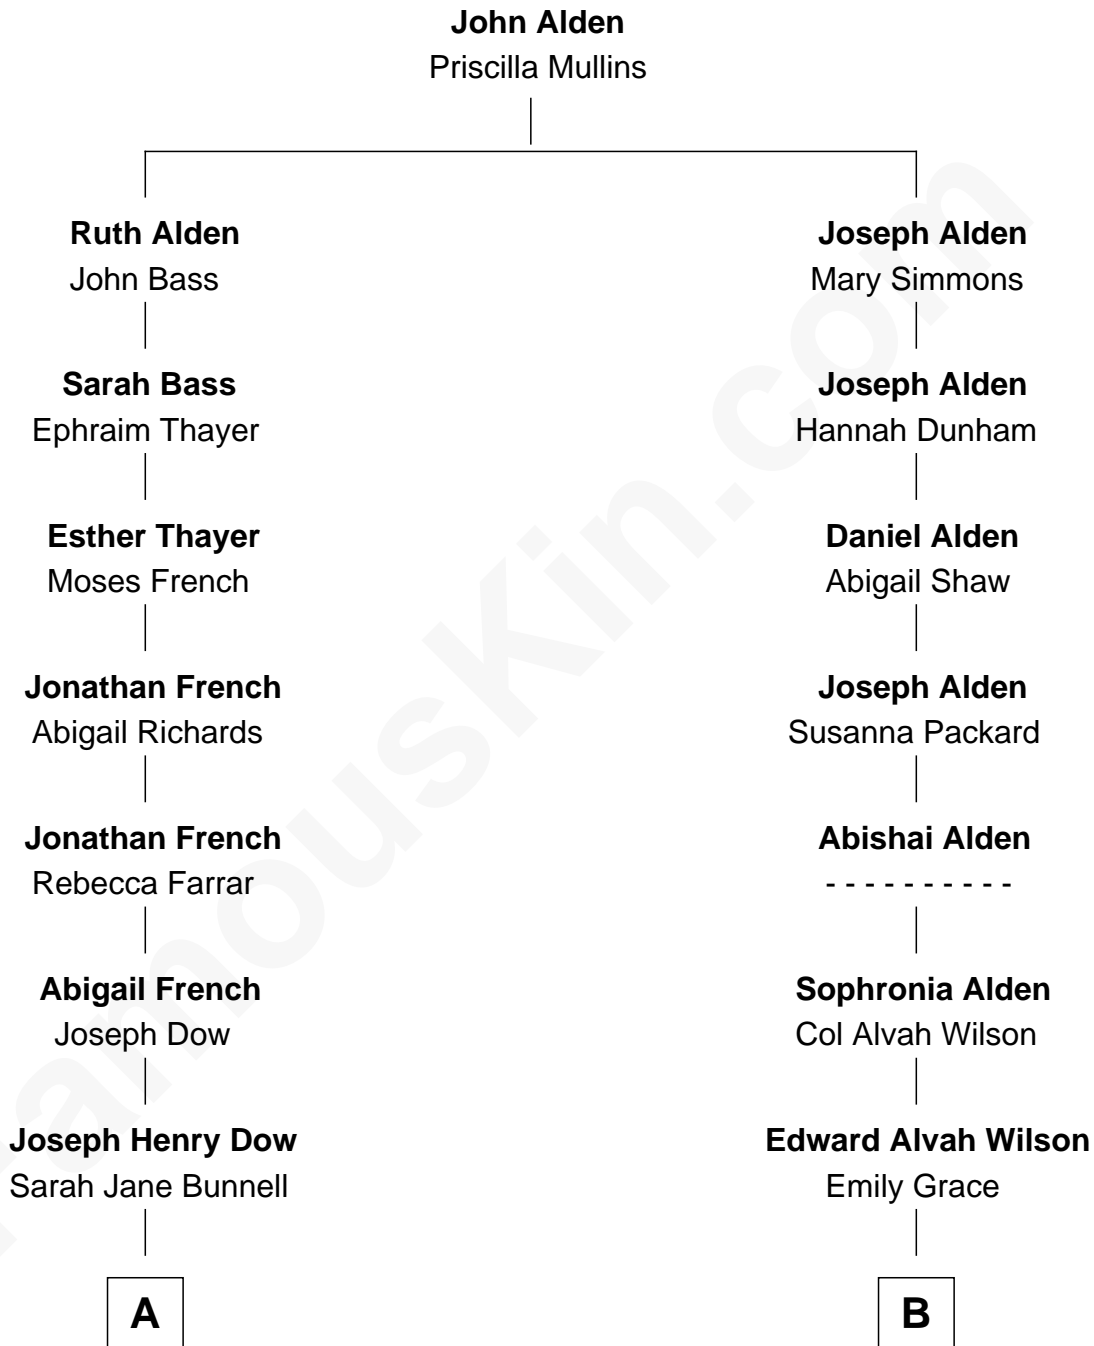 John Alden
Priscilla Mullins
Ruth Alden
John Bass
Joseph Alden
Mary Simmons
Sarah Bass
Ephraim Thayer
Joseph Alden
Hannah Dunham
Esther Thayer
Moses French
Daniel Alden
Abigail Shaw
Jonathan French
Abigail Richards
Joseph Alden
Susanna Packard
Jonathan French
Rebecca Farrar
Abishai Alden
- - - - - - - - - -
Abigail French
Joseph Dow
Sophronia Alden
Col Alvah Wilson
Joseph Henry Dow
Sarah Jane Bunnell
Edward Alvah Wilson
Emily Grace
A
B
FamousKin.com